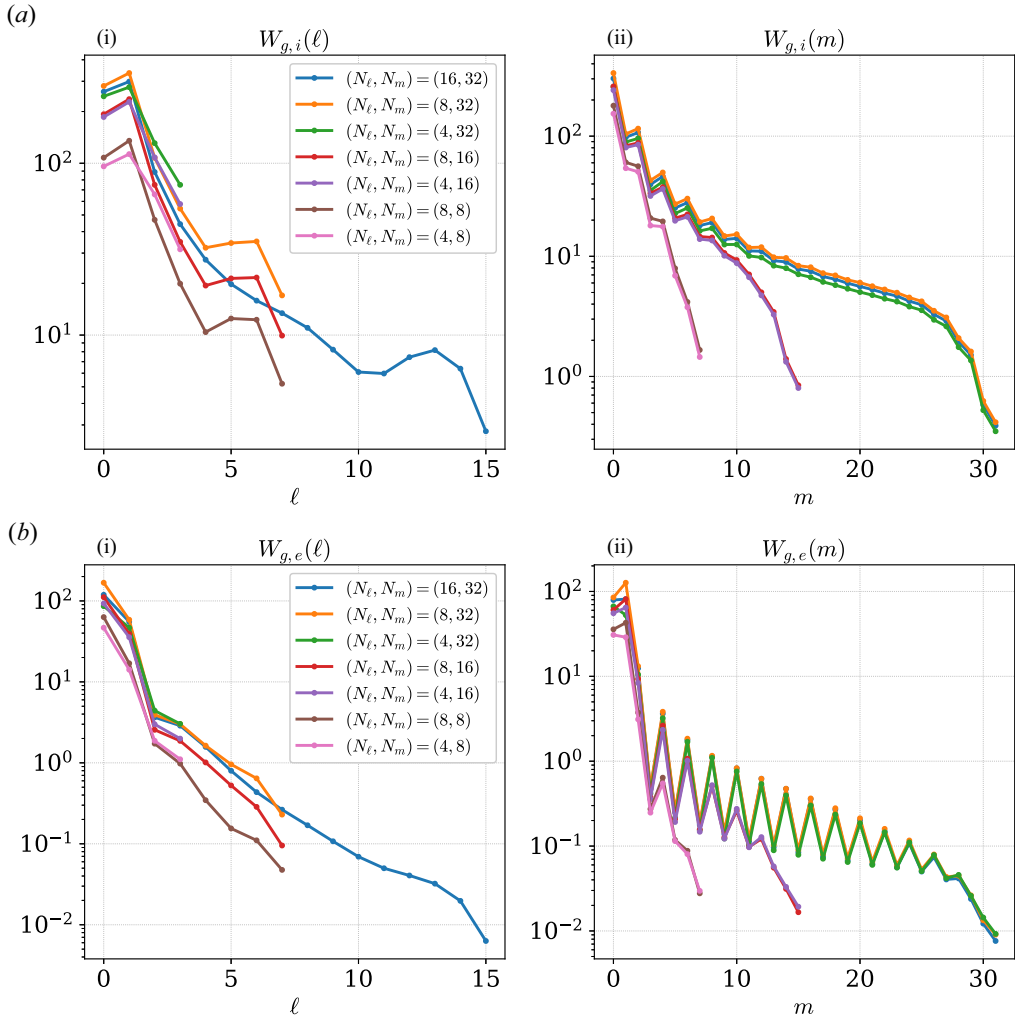 (a)
(i) W_{g,i}(ℓ)
(N_ℓ, N_m) = (16, 32)
(N_ℓ, N_m) = (8, 32)
(N_ℓ, N_m) = (4, 32)
(N_ℓ, N_m) = (8, 16)
(N_ℓ, N_m) = (4, 16)
(N_ℓ, N_m) = (8, 8)
(N_ℓ, N_m) = (4, 8)
10^2
10^1
0 5 10 15
ℓ
(ii) W_{g,i}(m)
10^2
10^1
10^0
0 10 20 30
m
(b)
(i) W_{g,e}(ℓ)
(N_ℓ, N_m) = (16, 32)
(N_ℓ, N_m) = (8, 32)
(N_ℓ, N_m) = (4, 32)
(N_ℓ, N_m) = (8, 16)
(N_ℓ, N_m) = (4, 16)
(N_ℓ, N_m) = (8, 8)
(N_ℓ, N_m) = (4, 8)
10^2
10^1
10^0
10^{-1}
10^{-2}
0 5 10 15
ℓ
(ii) W_{g,e}(m)
10^2
10^1
10^0
10^{-1}
10^{-2}
0 10 20 30
m